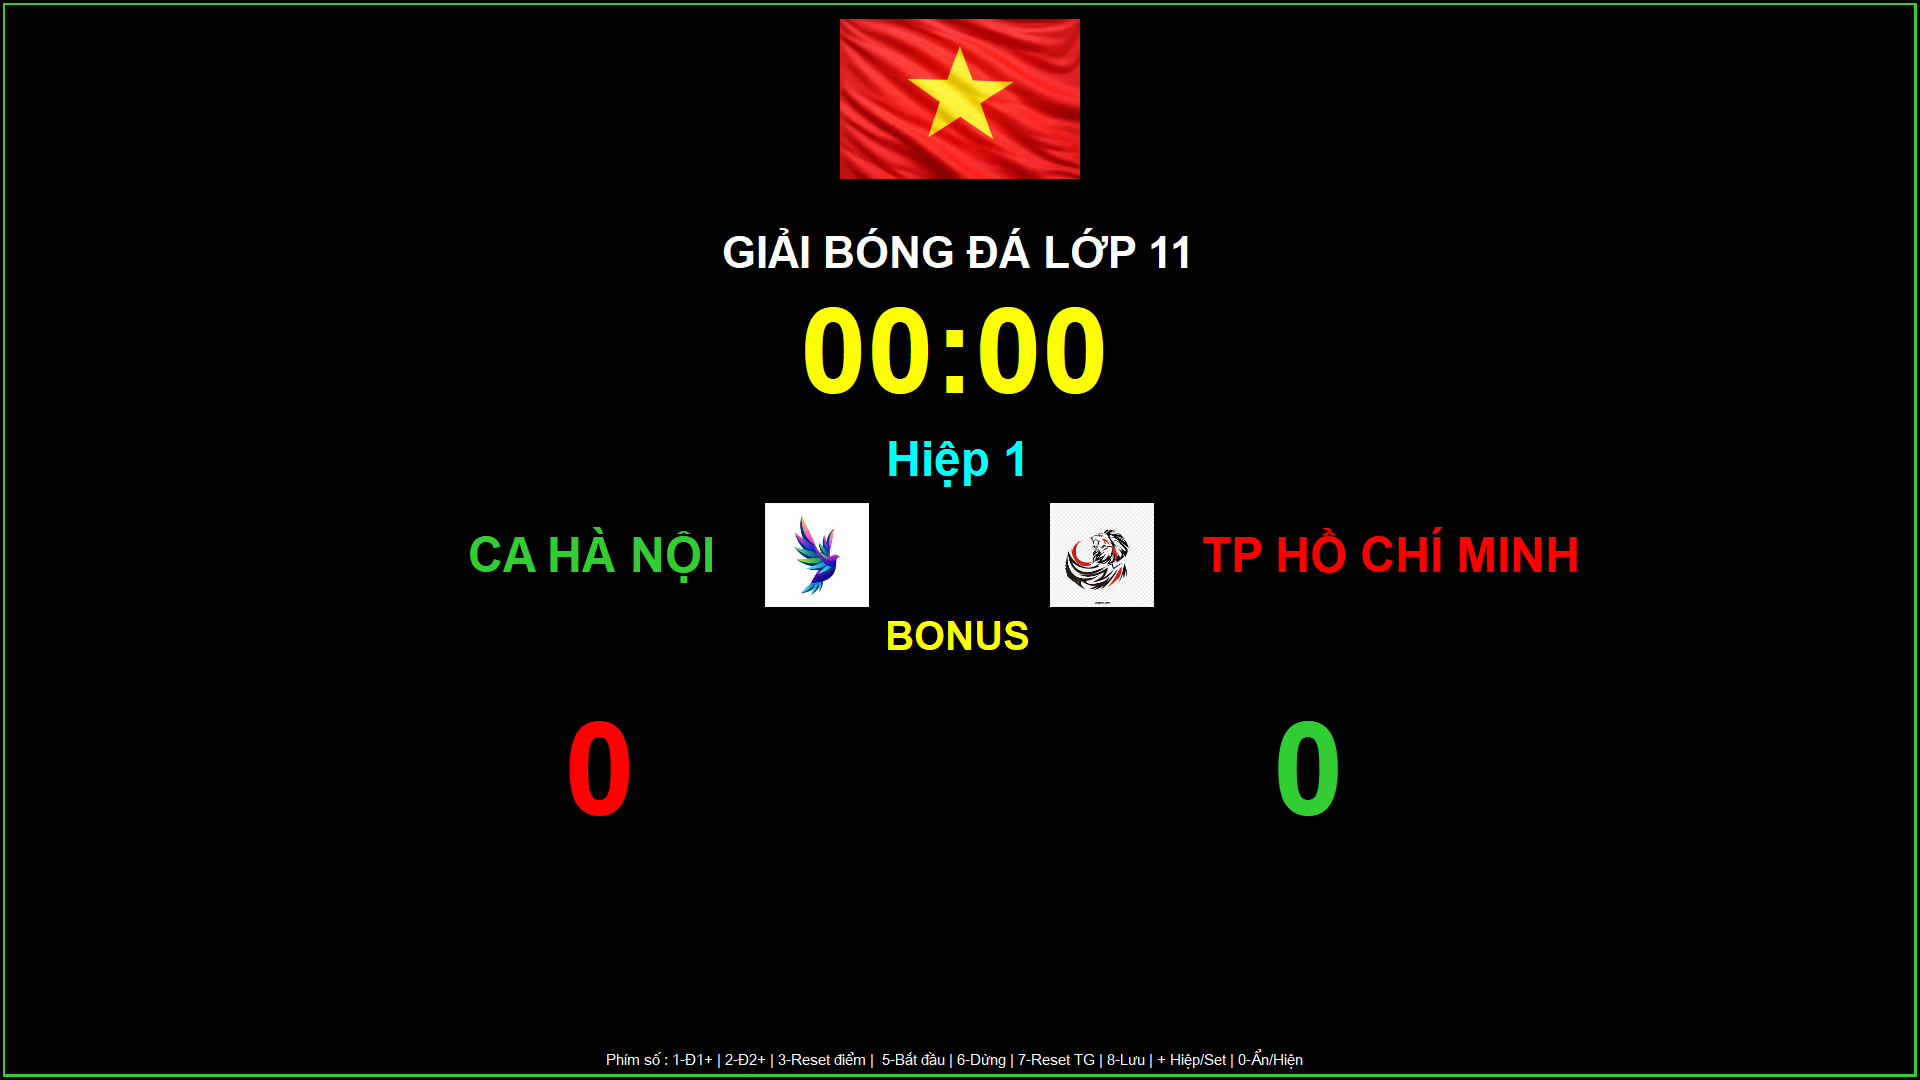 GIẢI BÓNG ĐÁ LỚP 11
00:00
Hiệp 1
CA HÀ NỘI
TP HỒ CHÍ MINH
BONUS
0
0
Phím số : 1-Đ1+ | 2-Đ2+ | 3-Reset điểm | 5-Bắt đầu | 6-Dừng | 7-Reset TG | 8-Lưu | + Hiệp/Set | 0-Ẩn/Hiện